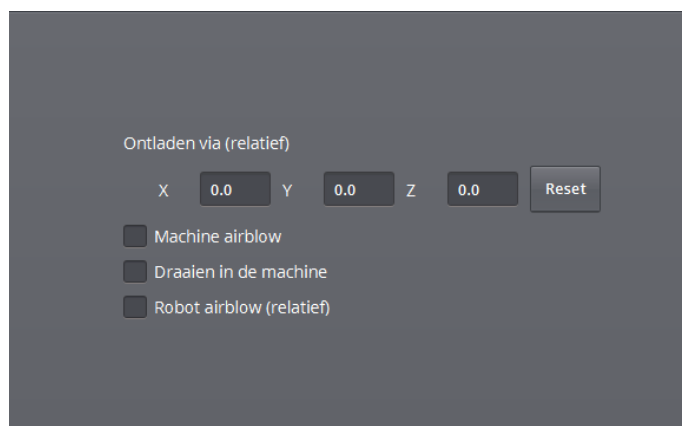 Ontladen via (relatief)
X 0.0 Y 0.0 Z 0.0 Reset
Machine airblow
Draaien in de machine
Robot airblow (relatief)